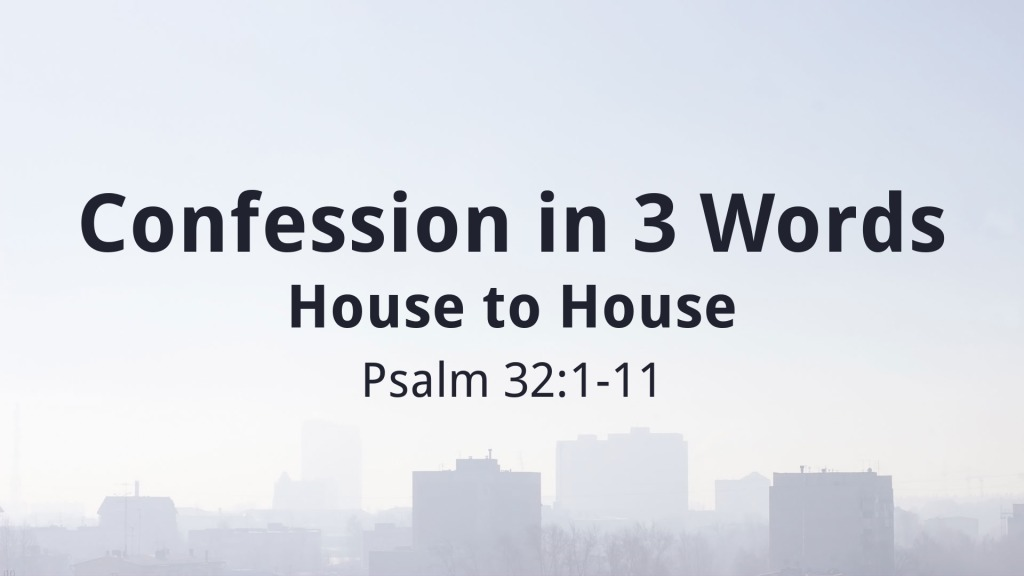 Confession in 3 Words
House to House
Psalm 32:1-11